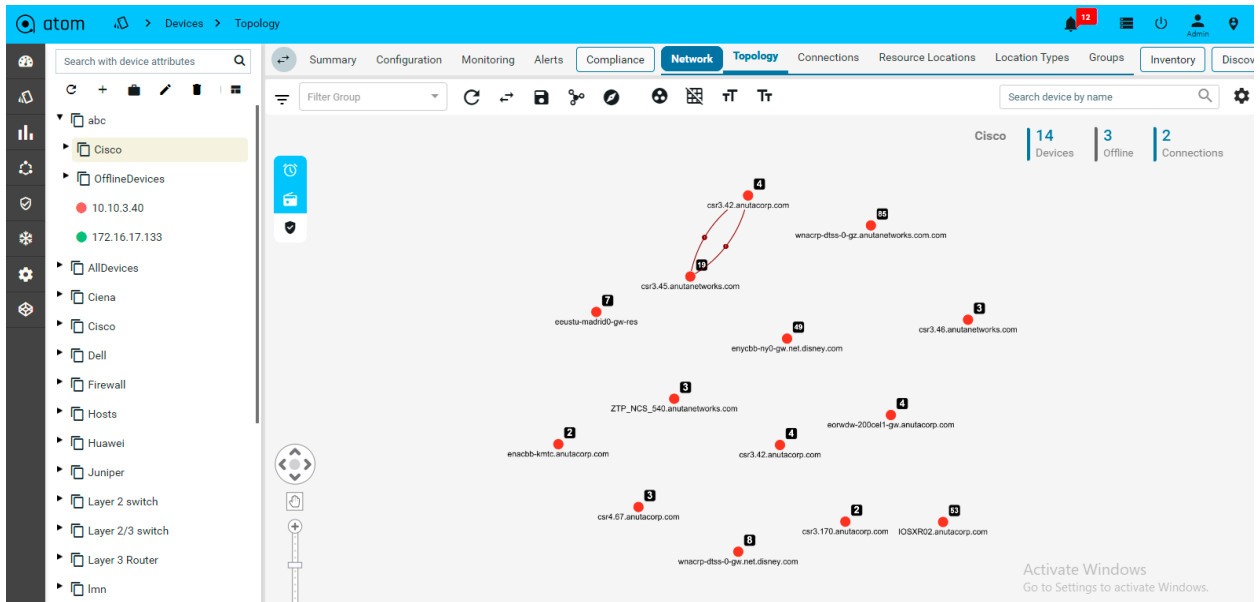 atom > Devices > Topology
12
Admin
Search with device attributes
Summary Configuration Monitoring Alerts Compliance Network Topology Connections Resource Locations Location Types Groups Inventory Discov
Filter Group
Search device by name
abc
Cisco
OfflineDevices
10.10.3.40
172.16.17.133
AllDevices
Ciena
Cisco
Dell
Firewall
Hosts
Huawei
Juniper
Layer 2 switch
Layer 2/3 switch
Layer 3 Router
lmn
Cisco
14
Devices
3
Offline
2
Connections
4
csr3.42.anutacorp.com
85
wnacrp-dtss-0-gz.anutanetworks.com.com
19
csr3.45.anutanetworks.com
7
eeustu-madrid0-gw-res
3
csr3.46.anutanetworks.com
49
enycbb-ny0-gw.net.disney.com
3
ZTP_NCS_540.anutanetworks.com
4
eorwdw-200cel1-gw.anutacorp.com
2
enacbb-kmtc.anutacorp.com
4
csr3.42.anutacorp.com
3
csr4.67.anutacorp.com
2
csr3.170.anutacorp.com
53
IOSXR02.anutacorp.com
8
wnacrp-dtss-0-gw.net.disney.com
Activate Windows
Go to Settings to activate Windows.